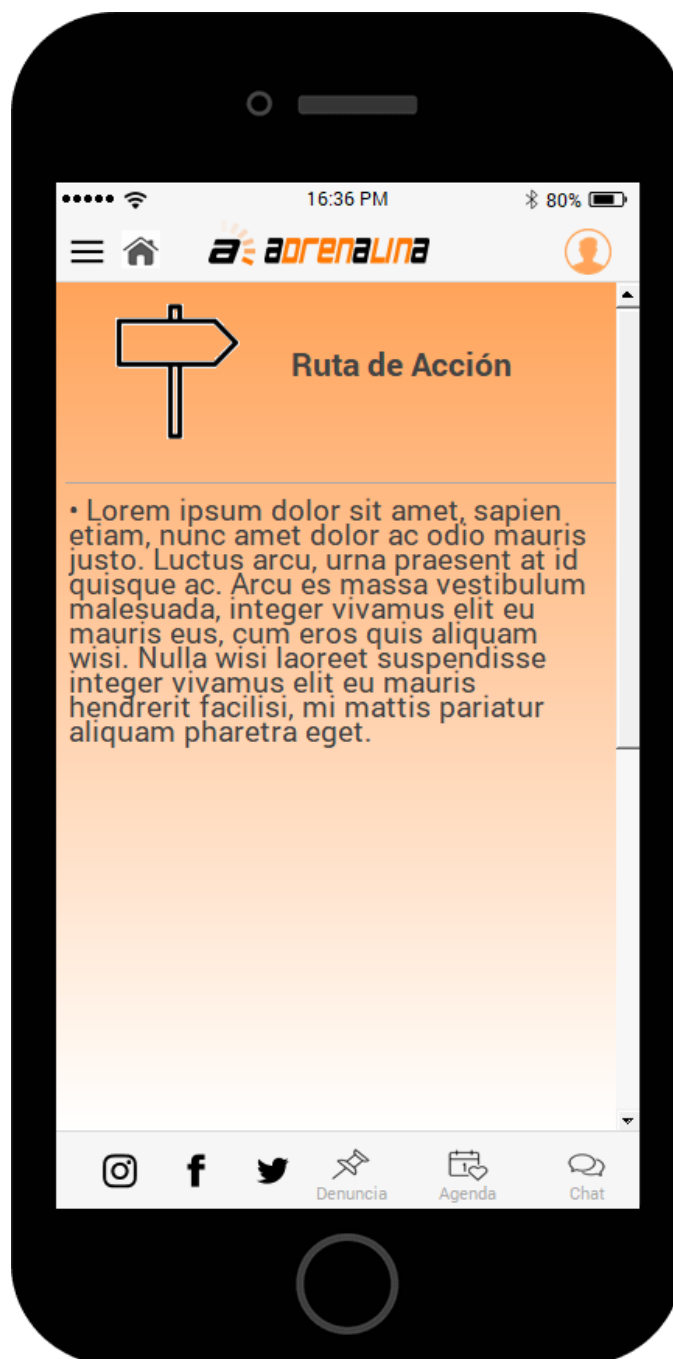 16:36 PM
80%
a adrenalina
Ruta de Acción
• Lorem ipsum dolor sit amet, sapien
etiam, nunc amet dolor ac odio mauris
justo. Luctus arcu, urna praesent at id
quisque ac. Arcu es massa vestibulum
malesuada, integer vivamus elit eu
mauris eus, cum eros quis aliquam
wisi. Nulla wisi laoreet suspendisse
integer vivamus elit eu mauris
hendrerit facilisi, mi mattis pariatur
aliquam pharetra eget.
1
Denuncia
Agenda
Chat